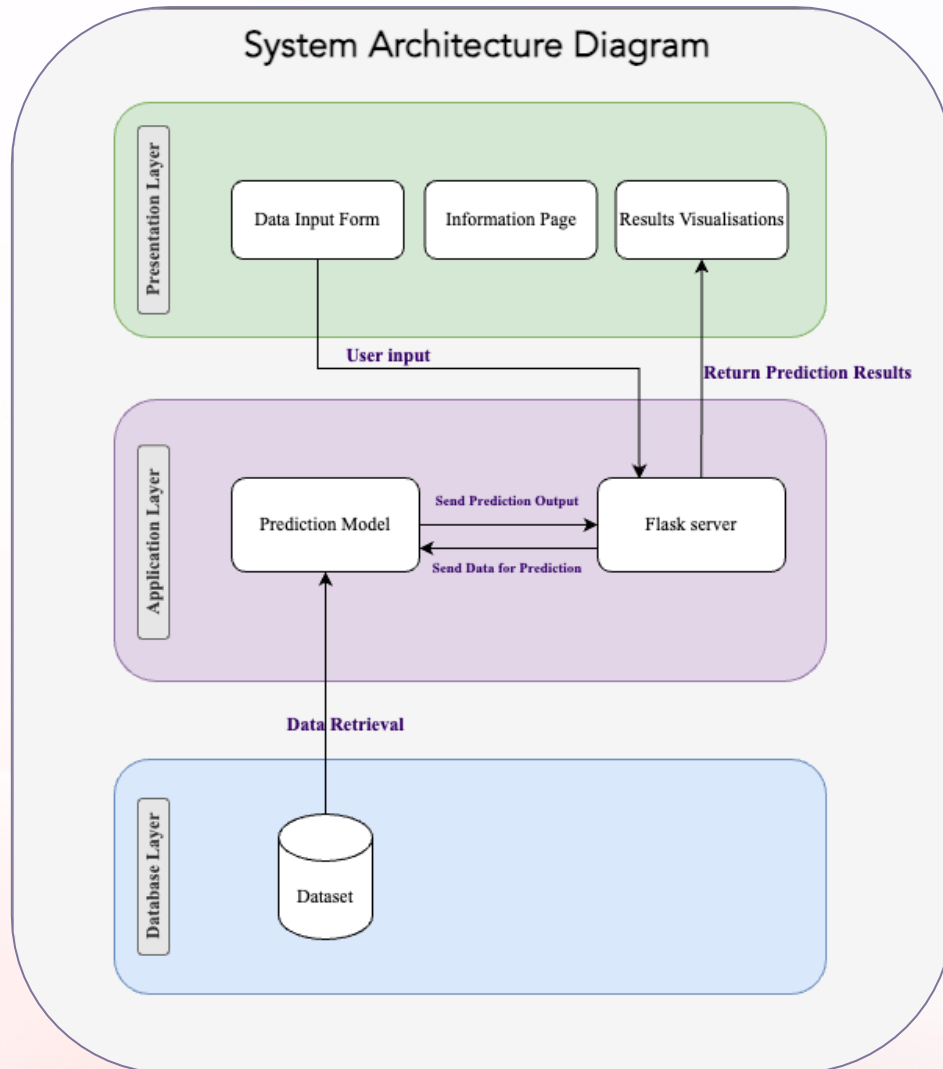 System Architecture Diagram
Presentation Layer
Data Input Form
Information Page
Results Visualisations
User input
Return Prediction Results
Application Layer
Prediction Model
Send Prediction Output
Send Data for Prediction
Flask server
Data Retrieval
Database Layer
Dataset